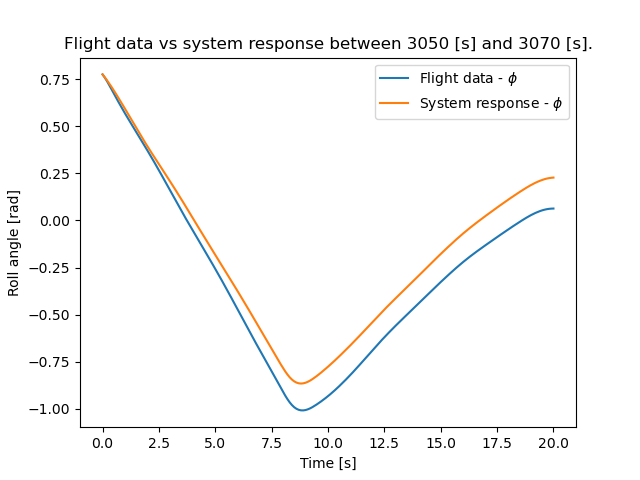 Flight data vs system response between 3050 [s] and 3070 [s].
Flight data - ϕ
System response - ϕ
Roll angle [rad]
0.75
0.50
0.25
0.00
−0.25
−0.50
−0.75
−1.00
0.0 2.5 5.0 7.5 10.0 12.5 15.0 17.5 20.0
Time [s]